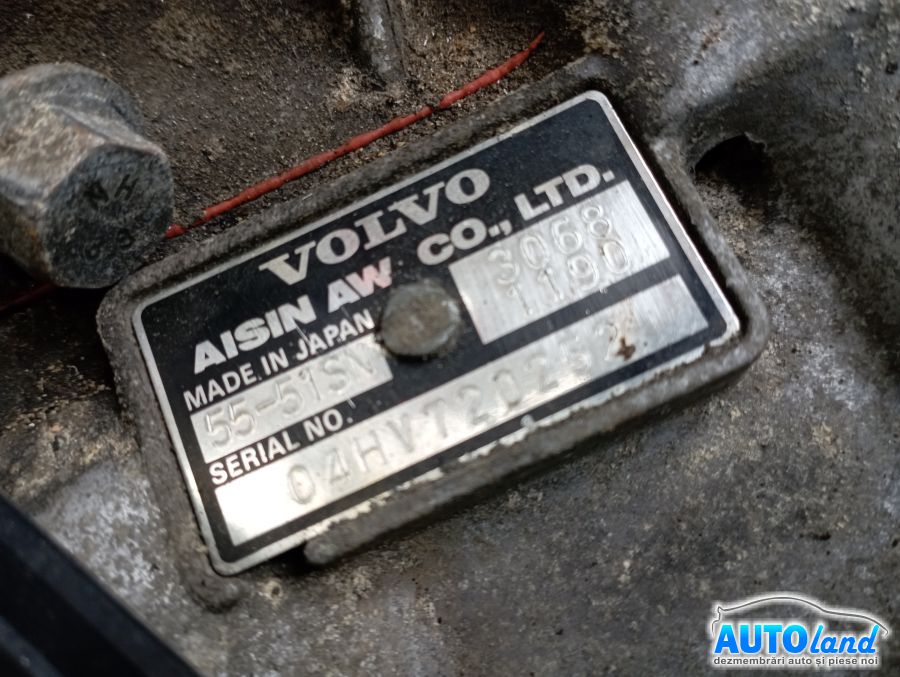 VOLVO
AISIN AW CO., LTD.
MADE IN JAPAN
3068
1190
55-51SN
SERIAL NO.
04HV720252
NH
AUTOland
dezmembrări auto și piese noi